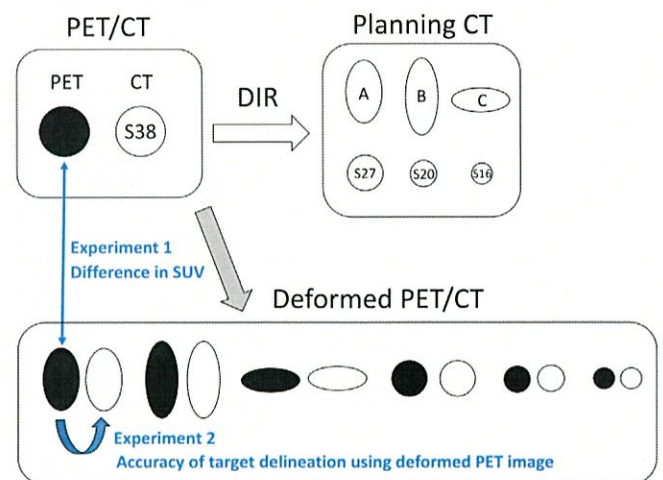 PET/CT
Planning CT
PET
CT
DIR
S38
A
B
C
S27
S20
S16
Experiment 1
Difference in SUV
Deformed PET/CT
Experiment 2
Accuracy of target delineation using deformed PET image